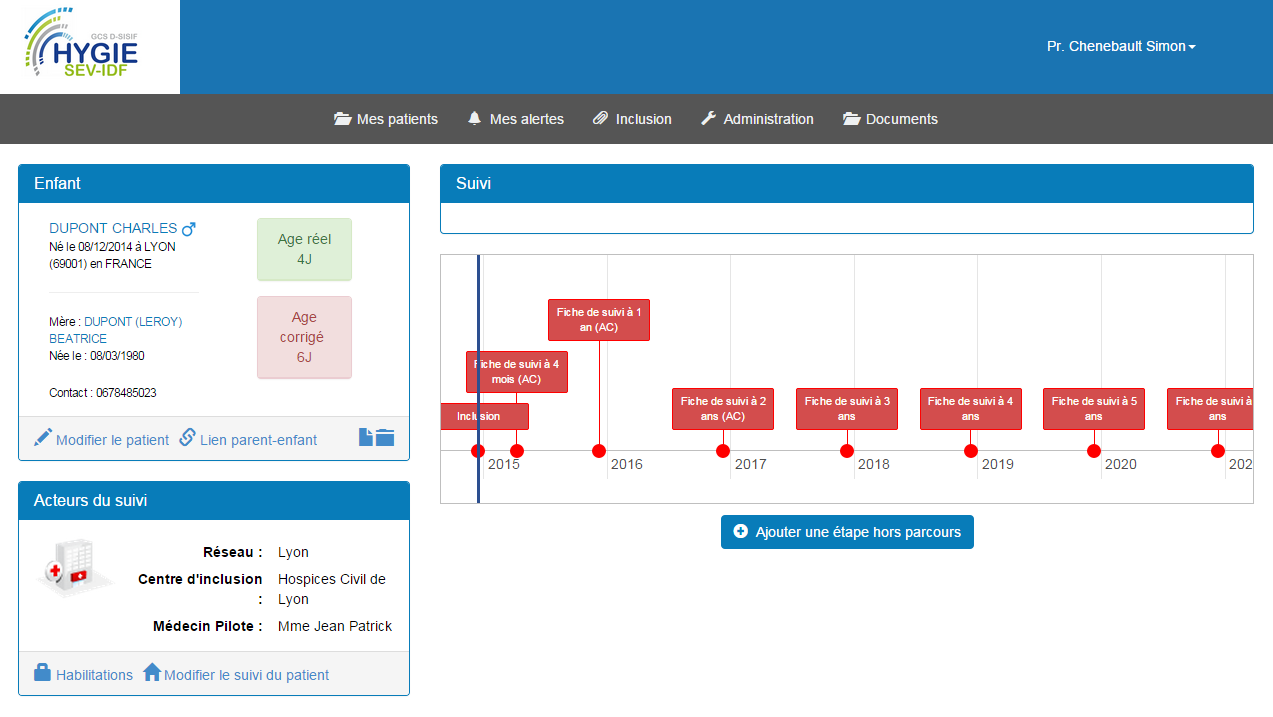 GCS D-SISIF
HYGIE
SEV-IDF
Pr. Chenebault Simon
Mes patients Mes alertes Inclusion Administration Documents
Enfant
DUPONT CHARLES
Né le 08/12/2014 à LYON
(69001) en FRANCE
Age réel
4J
Mère : DUPONT (LEROY)
BEATRICE
Née le : 08/03/1980
Contact : 0678485023
Age
corrigé
6J
Modifier le patient Lien parent-enfant
Acteurs du suivi
Réseau : Lyon
Centre d'inclusion Hospices Civil de
: Lyon
Médecin Pilote : Mme Jean Patrick
Habilitations Modifier le suivi du patient
Suivi
Fiche de suivi à 1
an (AC)
Fiche de suivi à 4
mois (AC)
Inclusion
Fiche de suivi à 2
ans (AC)
Fiche de suivi à 3
ans
Fiche de suivi à 4
ans
Fiche de suivi à 5
ans
Fiche de suivi à
ans
2015 2016 2017 2018 2019 2020 202
Ajouter une étape hors parcours